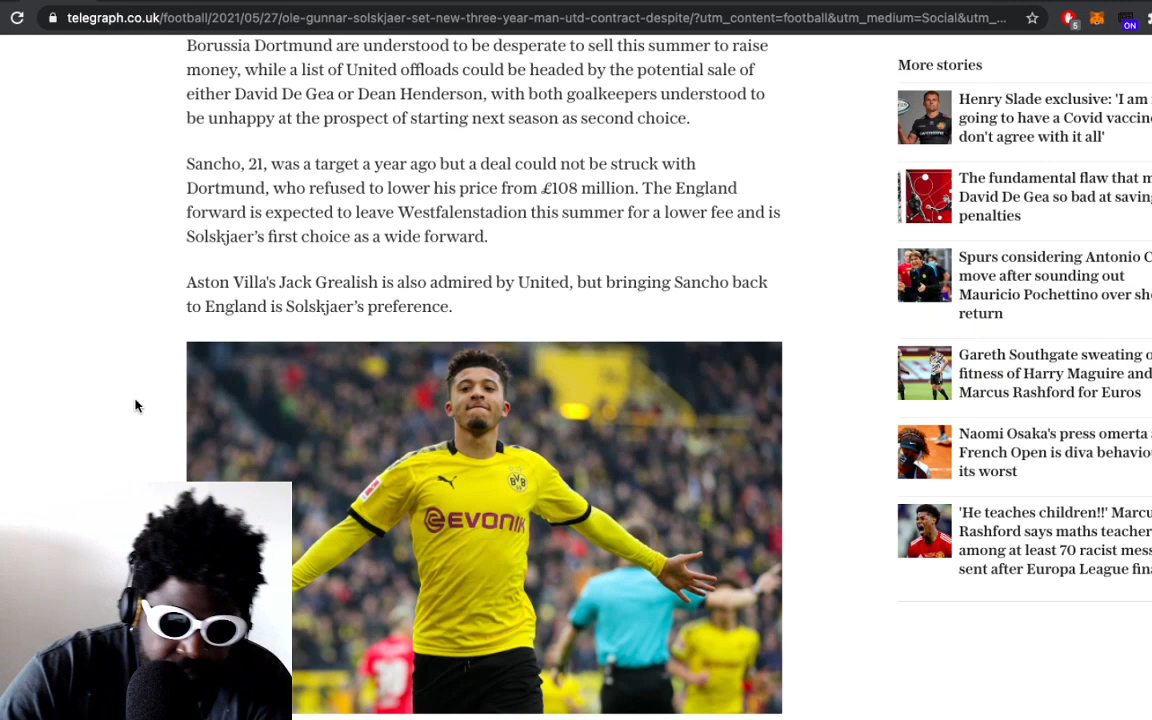 telegraph.co.uk/football/2021/05/27/ole-gunnar-solskjaer-set-new-three-year-man-utd-contract-despite/?utm_content=football&utm_medium=Social&utm_...
5
ON
Borussia Dortmund are understood to be desperate to sell this summer to raise
money, while a list of United offloads could be headed by the potential sale of
either David De Gea or Dean Henderson, with both goalkeepers understood to
be unhappy at the prospect of starting next season as second choice.
Sancho, 21, was a target a year ago but a deal could not be struck with
Dortmund, who refused to lower his price from £108 million. The England
forward is expected to leave Westfalenstadion this summer for a lower fee and is
Solskjaer's first choice as a wide forward.
Aston Villa's Jack Grealish is also admired by United, but bringing Sancho back
to England is Solskjaer's preference.
BVB
EVONIK
More stories
Henry Slade exclusive: 'I am
going to have a Covid vaccin
don't agree with it all'
The fundamental flaw that m
David De Gea so bad at savin
penalties
Spurs considering Antonio C
move after sounding out
Mauricio Pochettino over sh
return
Gareth Southgate sweating o
fitness of Harry Maguire and
Marcus Rashford for Euros
Naomi Osaka's press omerta
French Open is diva behavio
its worst
'He teaches children!!' Marcu
Rashford says maths teacher
among at least 70 racist mess
sent after Europa League fin